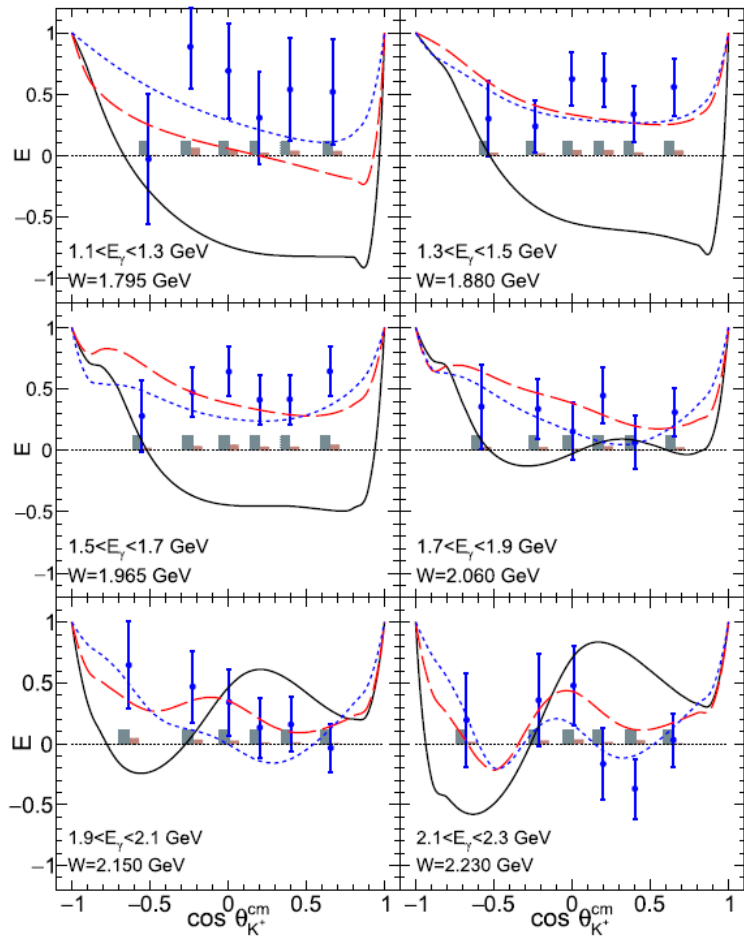 1
0.5
E
0
−0.5
−1
1.1<Eγ<1.3 GeV
W=1.795 GeV
1.3<Eγ<1.5 GeV
W=1.880 GeV
1
0.5
E
0
−0.5
−1
1.5<Eγ<1.7 GeV
W=1.965 GeV
1.7<Eγ<1.9 GeV
W=2.060 GeV
1
0.5
E
0
−0.5
−1
1.9<Eγ<2.1 GeV
W=2.150 GeV
2.1<Eγ<2.3 GeV
W=2.230 GeV
−1 −0.5 0 0.5 1 −1 −0.5 0 0.5 1
cos θ^cm_K+ cos θ^cm_K+